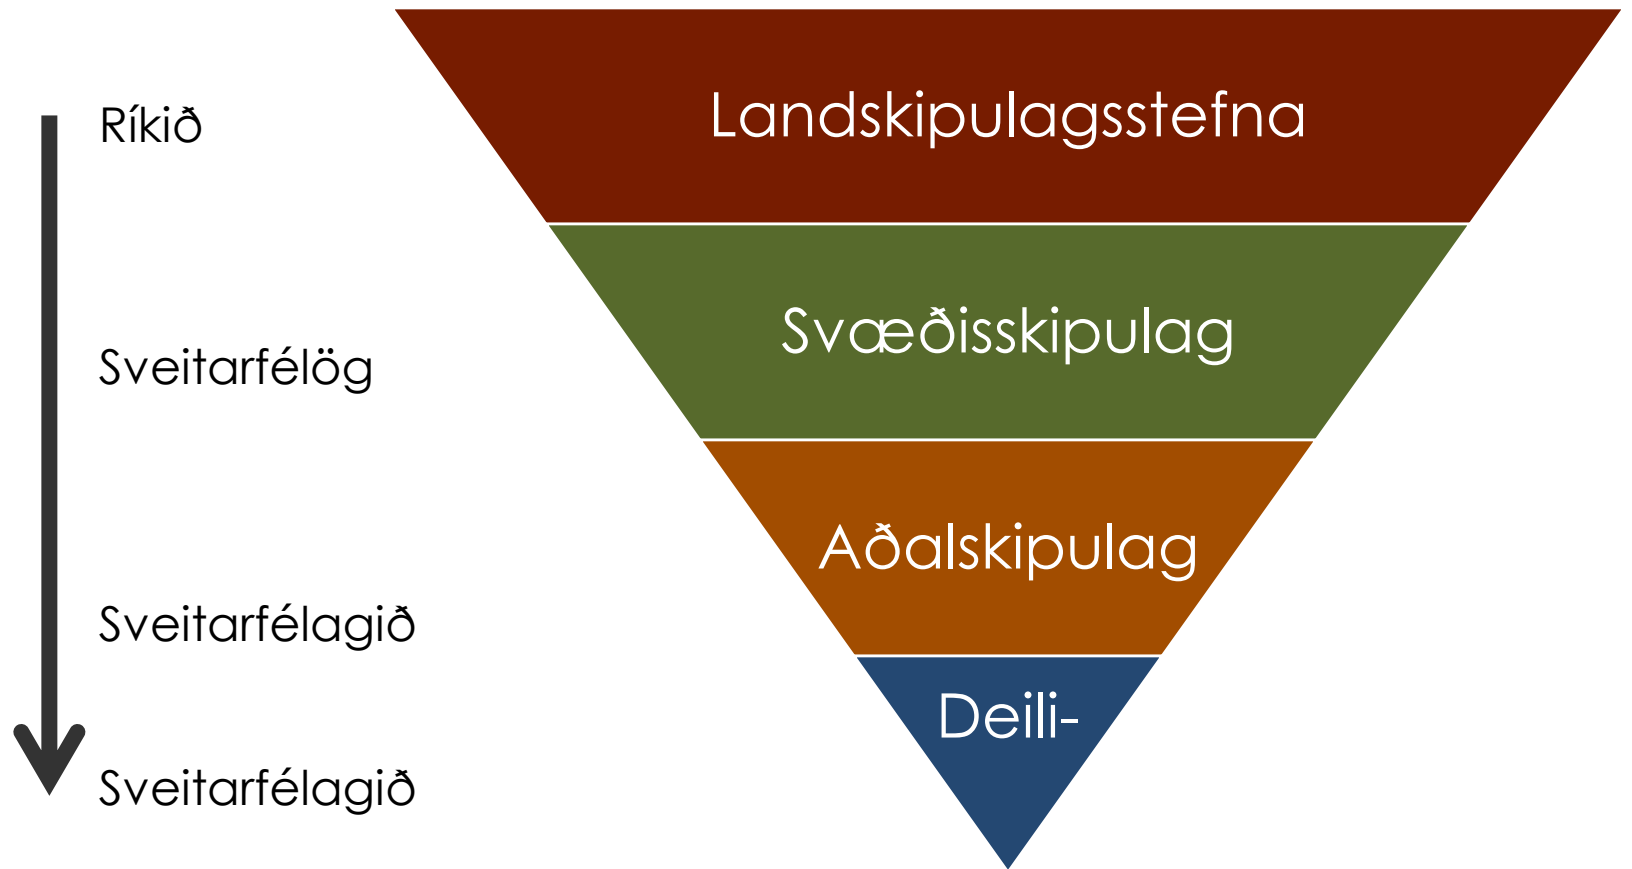 Ríkið
Landskipulagsstefna
Sveitarfélög
Svæðisskipulag
Sveitarfélagið
Aðalskipulag
Sveitarfélagið
Deili-